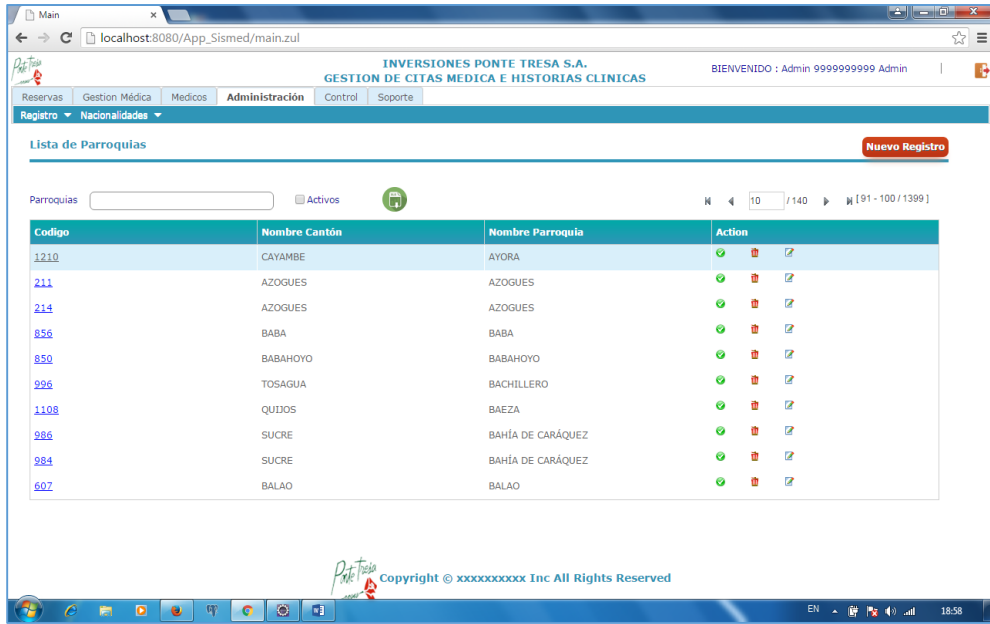 Main
localhost:8080/App_Sismed/main.zul
Ponte Tresa
INVERSIONES PONTE TRESA S.A.
GESTION DE CITAS MEDICA E HISTORIAS CLINICAS
BIENVENIDO : Admin 9999999999 Admin
Reservas Gestion Médica Medicos Administración Control Soporte
Registro Nacionalidades
Lista de Parroquias
Nuevo Registro
Parroquias Activos 10 / 140 [ 91 - 100 / 1399 ]
Codigo Nombre Cantón Nombre Parroquia Action
1210 CAYAMBE AYORA
211 AZOGUES AZOGUES
214 AZOGUES AZOGUES
856 BABA BABA
850 BABAHOYO BABAHOYO
996 TOSAGUA BACHILLERO
1108 QUIJOS BAEZA
986 SUCRE BAHÍA DE CARÁQUEZ
984 SUCRE BAHÍA DE CARÁQUEZ
607 BALAO BALAO
Ponte Tresa
Copyright © xxxxxxxxxx Inc All Rights Reserved
EN 18:58